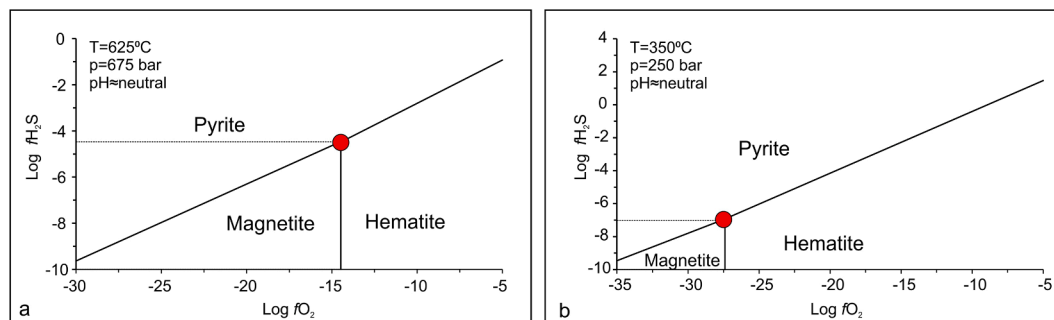 T=625ºC
p=675 bar
pH≈neutral
0
-2
-4
-6
-8
-10
Log fH₂S
Pyrite
Magnetite
Hematite
-30
-25
-20
-15
-10
-5
Log fO₂
a
T=350ºC
p=250 bar
pH≈neutral
4
2
0
-2
-4
-6
-8
-10
Log fH₂S
Pyrite
Hematite
Magnetite
-35
-30
-25
-20
-15
-10
-5
Log fO₂
b